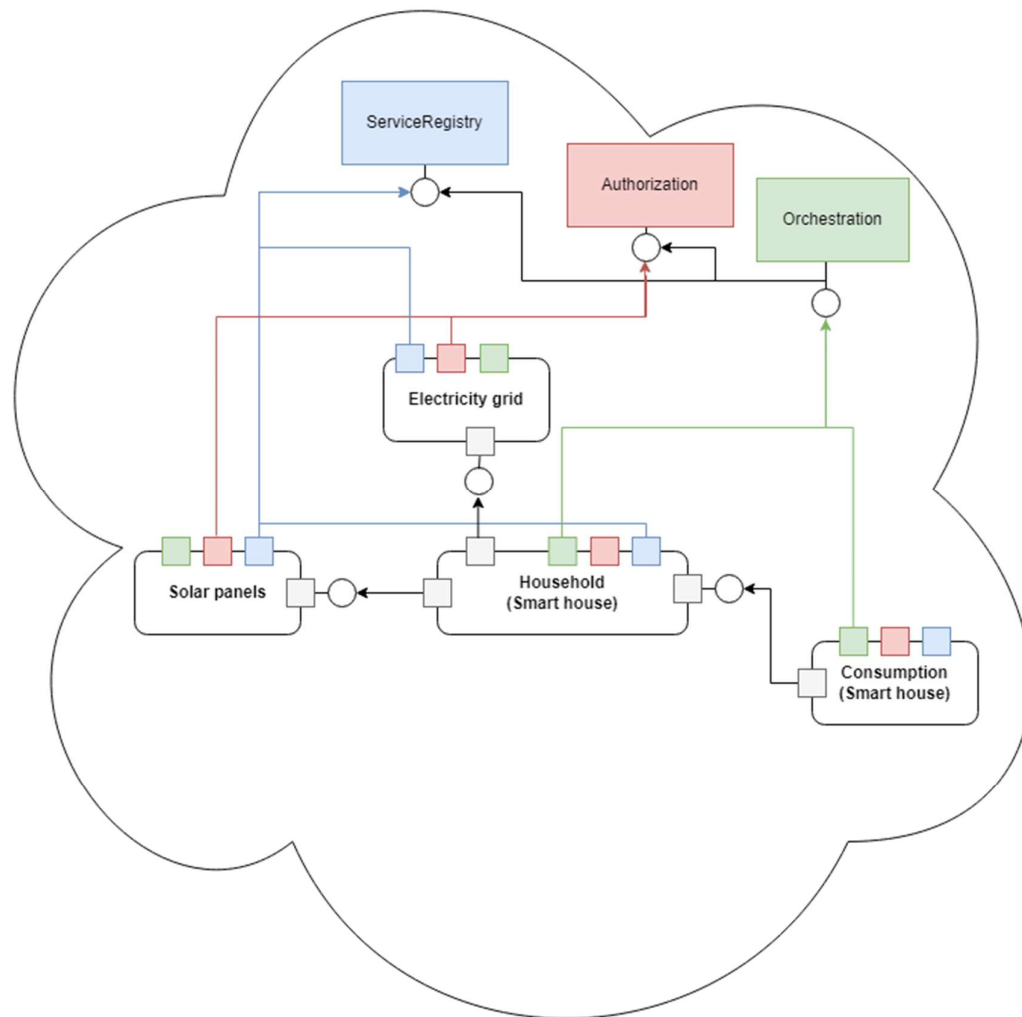 ServiceRegistry
Authorization
Orchestration
Electricity grid
Solar panels
Household
(Smart house)
Consumption
(Smart house)